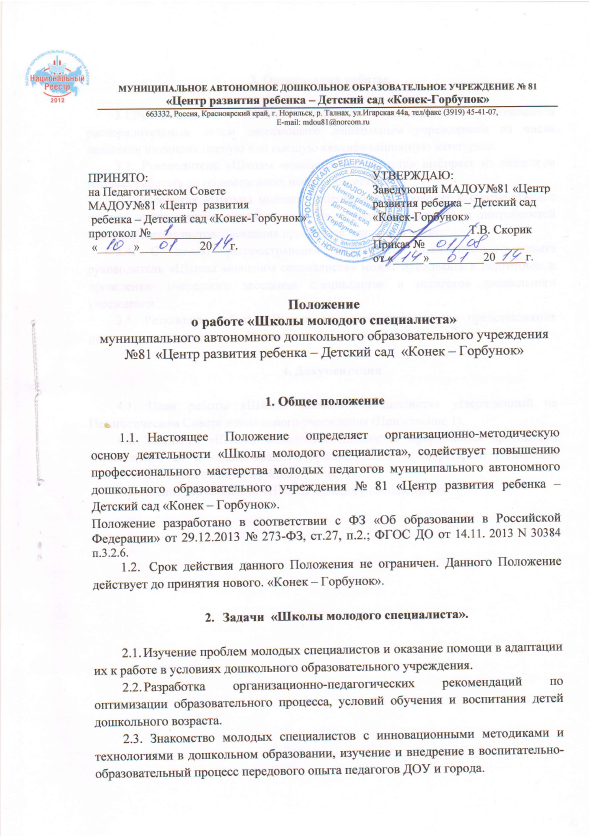 Национальный
Реестр
2012
МУНИЦИПАЛЬНОЕ АВТОНОМНОЕ ДОШКОЛЬНОЕ ОБРАЗОВАТЕЛЬНОЕ УЧРЕЖДЕНИЕ № 81
«Центр развития ребенка – Детский сад «Конек-Горбунок»
663332, Россия, Красноярский край, г. Норильск, р. Талнах, ул.Игарская 44а, тел/факс (3919) 45-41-07,
E-mail: mdou81@norcom.ru
ПРИНЯТО:
на Педагогическом Совете
МАДОУ№81 «Центр развития
ребенка – Детский сад «Конек-Горбунок»
протокол № 1
« 10 » 01 2014 г.
УТВЕРЖДАЮ:
Заведующий МАДОУ№81 «Центр
развития ребенка – Детский сад
«Конек-Горбунок»
Т.В. Скорик
Приказ № 01/08
от « 14 » 01 2014 г.
Положение
о работе «Школы молодого специалиста»
муниципального автономного дошкольного образовательного учреждения
№81 «Центр развития ребенка – Детский сад «Конек – Горбунок»
1. Общее положение
1.1. Настоящее Положение определяет организационно-методическую
основу деятельности «Школы молодого специалиста», содействует повышению
профессионального мастерства молодых педагогов муниципального автономного
дошкольного образовательного учреждения № 81 «Центр развития ребенка –
Детский сад «Конек – Горбунок».
Положение разработано в соответствии с ФЗ «Об образовании в Российской
Федерации» от 29.12.2013 № 273-ФЗ, ст.27, п.2.; ФГОС ДО от 14.11. 2013 N 30384
п.3.2.6.
1.2. Срок действия данного Положения не ограничен. Данного Положение
действует до принятия нового. «Конек – Горбунок».
2. Задачи «Школы молодого специалиста».
2.1. Изучение проблем молодых специалистов и оказание помощи в адаптации
их к работе в условиях дошкольного образовательного учреждения.
2.2. Разработка организационно-педагогических рекомендаций по
оптимизации образовательного процесса, условий обучения и воспитания детей
дошкольного возраста.
2.3. Знакомство молодых специалистов с инновационными методиками и
технологиями в дошкольном образовании, изучение и внедрение в воспитательно-
образовательный процесс передового опыта педагогов ДОУ и города.